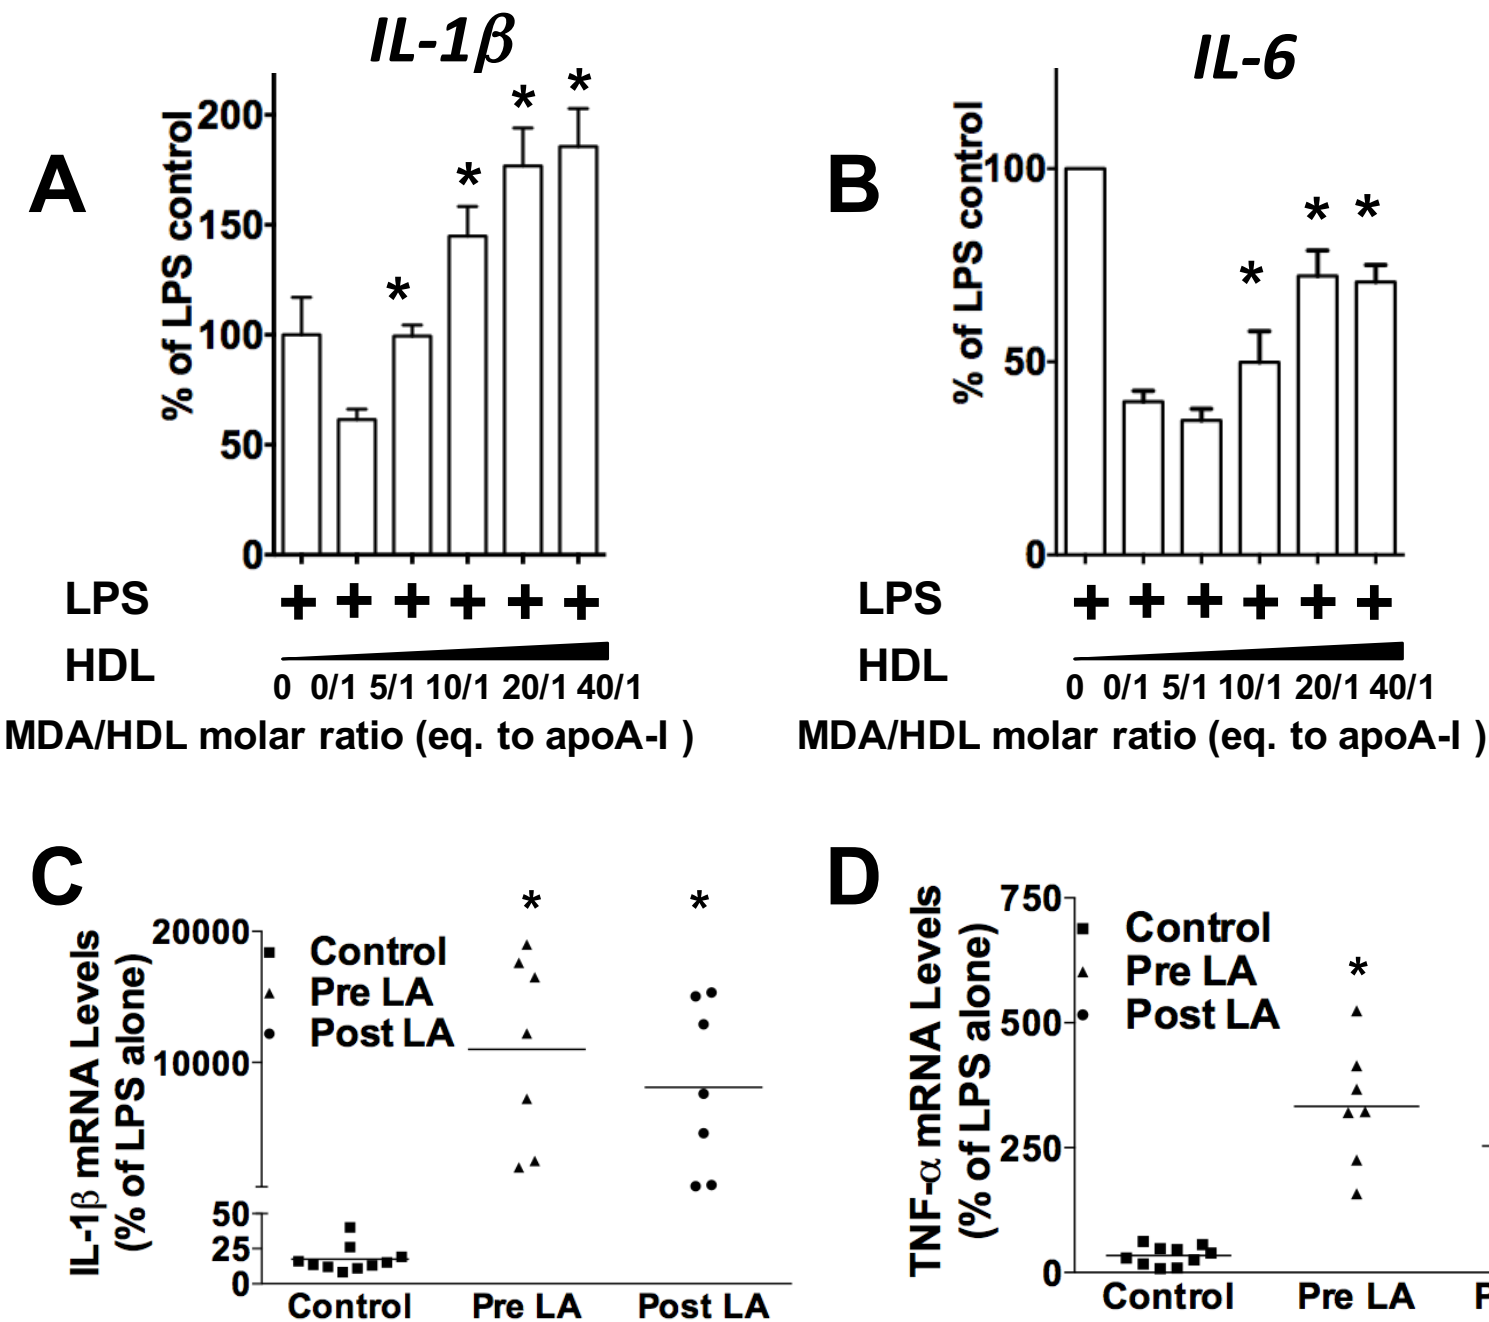 IL-1β
A
% of LPS control
200
150
100
50
0
*
*
*
*
LPS + + + + + +
HDL
0 0/1 5/1 10/1 20/1 40/1
MDA/HDL molar ratio (eq. to apoA-I )
IL-6
B
% of LPS control
100
50
0
*
*
*
LPS + + + + + +
HDL
0 0/1 5/1 10/1 20/1 40/1
MDA/HDL molar ratio (eq. to apoA-I )
C
IL-1β mRNA Levels
(% of LPS alone)
20000
10000
50
25
0
Control
Pre LA
Post LA
*
*
Control Pre LA Post LA
D
TNF-α mRNA Levels
(% of LPS alone)
750
500
250
0
Control
Pre LA
Post LA
*
Control Pre LA